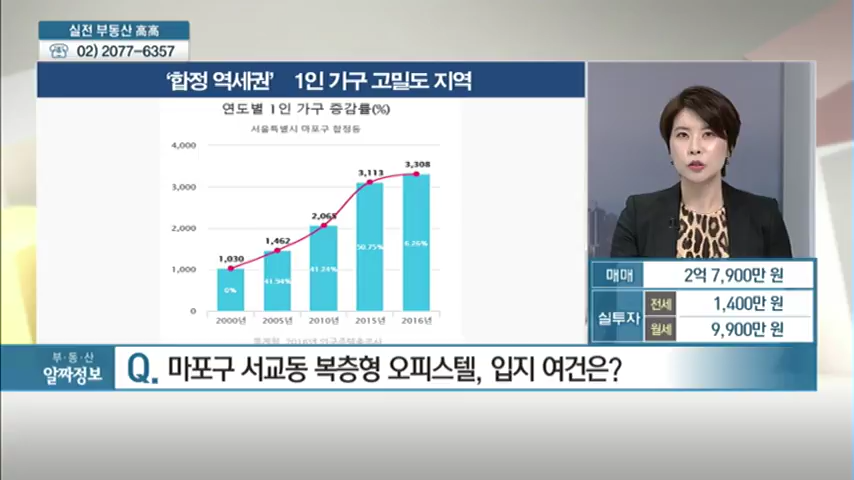 실전 부동산 高高
02) 2077-6357
'합정 역세권' 1인 가구 고밀도 지역
연도별 1인 가구 증감률(%)
서울특별시 마포구 합정동
4,000
3,000
2,000
1,000
0
1,030
1,462
2,065
3,113
3,308
0%
41.94%
41.24%
50.75%
6.26%
2000년
2005년
2010년
2015년
2016년
매매 2억 7,900만 원
실투자
전세 1,400만 원
월세 9,900만 원
부·동·산
알짜정보
Q. 마포구 서교동 복층형 오피스텔, 입지 여건은?